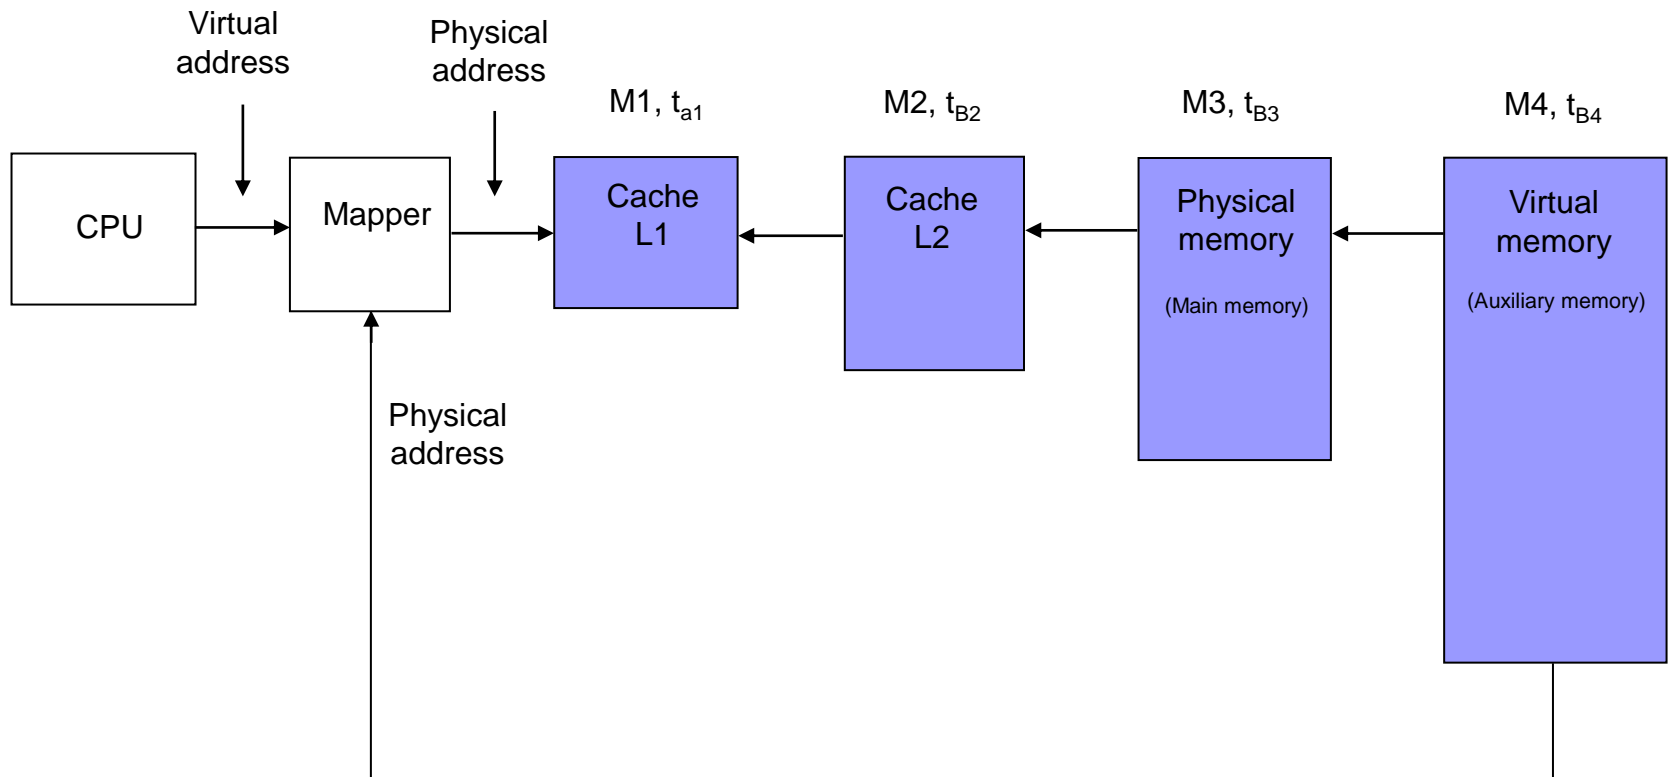 Virtual
address
Physical
address
M1, ta1
M2, tB2
M3, tB3
M4, tB4
CPU
Mapper
Cache
L1
Cache
L2
Physical
memory
(Main memory)
Virtual
memory
(Auxiliary memory)
Physical
address